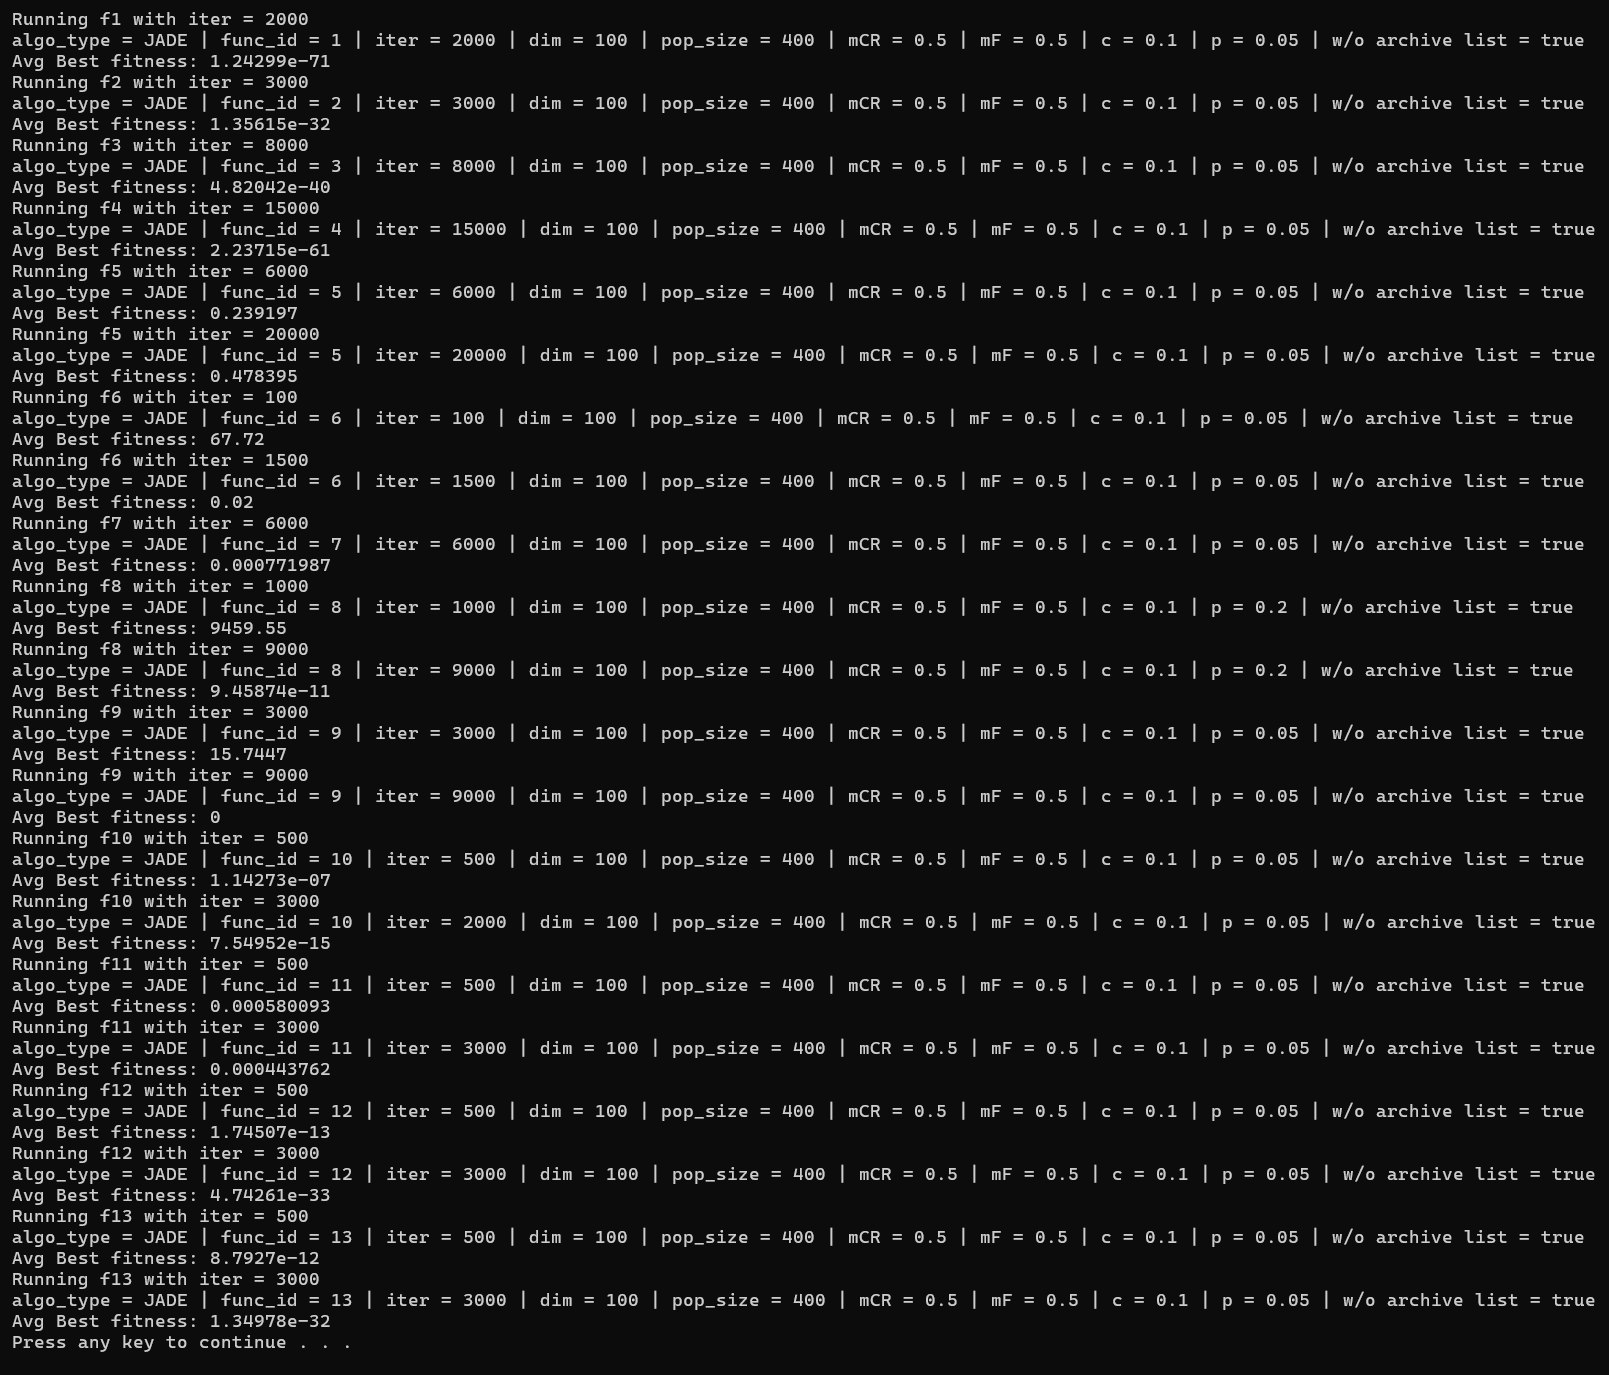 Running f1 with iter = 2000
algo_type = JADE | func_id = 1 | iter = 2000 | dim = 100 | pop_size = 400 | mCR = 0.5 | mF = 0.5 | c = 0.1 | p = 0.05 | w/o archive list = true
Avg Best fitness: 1.24299e-71
Running f2 with iter = 3000
algo_type = JADE | func_id = 2 | iter = 3000 | dim = 100 | pop_size = 400 | mCR = 0.5 | mF = 0.5 | c = 0.1 | p = 0.05 | w/o archive list = true
Avg Best fitness: 1.35615e-32
Running f3 with iter = 8000
algo_type = JADE | func_id = 3 | iter = 8000 | dim = 100 | pop_size = 400 | mCR = 0.5 | mF = 0.5 | c = 0.1 | p = 0.05 | w/o archive list = true
Avg Best fitness: 4.82042e-40
Running f4 with iter = 15000
algo_type = JADE | func_id = 4 | iter = 15000 | dim = 100 | pop_size = 400 | mCR = 0.5 | mF = 0.5 | c = 0.1 | p = 0.05 | w/o archive list = true
Avg Best fitness: 2.23715e-61
Running f5 with iter = 6000
algo_type = JADE | func_id = 5 | iter = 6000 | dim = 100 | pop_size = 400 | mCR = 0.5 | mF = 0.5 | c = 0.1 | p = 0.05 | w/o archive list = true
Avg Best fitness: 0.239197
Running f5 with iter = 20000
algo_type = JADE | func_id = 5 | iter = 20000 | dim = 100 | pop_size = 400 | mCR = 0.5 | mF = 0.5 | c = 0.1 | p = 0.05 | w/o archive list = true
Avg Best fitness: 0.478395
Running f6 with iter = 100
algo_type = JADE | func_id = 6 | iter = 100 | dim = 100 | pop_size = 400 | mCR = 0.5 | mF = 0.5 | c = 0.1 | p = 0.05 | w/o archive list = true
Avg Best fitness: 67.72
Running f6 with iter = 1500
algo_type = JADE | func_id = 6 | iter = 1500 | dim = 100 | pop_size = 400 | mCR = 0.5 | mF = 0.5 | c = 0.1 | p = 0.05 | w/o archive list = true
Avg Best fitness: 0.02
Running f7 with iter = 6000
algo_type = JADE | func_id = 7 | iter = 6000 | dim = 100 | pop_size = 400 | mCR = 0.5 | mF = 0.5 | c = 0.1 | p = 0.05 | w/o archive list = true
Avg Best fitness: 0.000771987
Running f8 with iter = 1000
algo_type = JADE | func_id = 8 | iter = 1000 | dim = 100 | pop_size = 400 | mCR = 0.5 | mF = 0.5 | c = 0.1 | p = 0.2 | w/o archive list = true
Avg Best fitness: 9459.55
Running f8 with iter = 9000
algo_type = JADE | func_id = 8 | iter = 9000 | dim = 100 | pop_size = 400 | mCR = 0.5 | mF = 0.5 | c = 0.1 | p = 0.2 | w/o archive list = true
Avg Best fitness: 9.45874e-11
Running f9 with iter = 3000
algo_type = JADE | func_id = 9 | iter = 3000 | dim = 100 | pop_size = 400 | mCR = 0.5 | mF = 0.5 | c = 0.1 | p = 0.05 | w/o archive list = true
Avg Best fitness: 15.7447
Running f9 with iter = 9000
algo_type = JADE | func_id = 9 | iter = 9000 | dim = 100 | pop_size = 400 | mCR = 0.5 | mF = 0.5 | c = 0.1 | p = 0.05 | w/o archive list = true
Avg Best fitness: 0
Running f10 with iter = 500
algo_type = JADE | func_id = 10 | iter = 500 | dim = 100 | pop_size = 400 | mCR = 0.5 | mF = 0.5 | c = 0.1 | p = 0.05 | w/o archive list = true
Avg Best fitness: 1.14273e-07
Running f10 with iter = 3000
algo_type = JADE | func_id = 10 | iter = 2000 | dim = 100 | pop_size = 400 | mCR = 0.5 | mF = 0.5 | c = 0.1 | p = 0.05 | w/o archive list = true
Avg Best fitness: 7.54952e-15
Running f11 with iter = 500
algo_type = JADE | func_id = 11 | iter = 500 | dim = 100 | pop_size = 400 | mCR = 0.5 | mF = 0.5 | c = 0.1 | p = 0.05 | w/o archive list = true
Avg Best fitness: 0.000580093
Running f11 with iter = 3000
algo_type = JADE | func_id = 11 | iter = 3000 | dim = 100 | pop_size = 400 | mCR = 0.5 | mF = 0.5 | c = 0.1 | p = 0.05 | w/o archive list = true
Avg Best fitness: 0.000443762
Running f12 with iter = 500
algo_type = JADE | func_id = 12 | iter = 500 | dim = 100 | pop_size = 400 | mCR = 0.5 | mF = 0.5 | c = 0.1 | p = 0.05 | w/o archive list = true
Avg Best fitness: 1.74507e-13
Running f12 with iter = 3000
algo_type = JADE | func_id = 12 | iter = 3000 | dim = 100 | pop_size = 400 | mCR = 0.5 | mF = 0.5 | c = 0.1 | p = 0.05 | w/o archive list = true
Avg Best fitness: 4.74261e-33
Running f13 with iter = 500
algo_type = JADE | func_id = 13 | iter = 500 | dim = 100 | pop_size = 400 | mCR = 0.5 | mF = 0.5 | c = 0.1 | p = 0.05 | w/o archive list = true
Avg Best fitness: 8.7927e-12
Running f13 with iter = 3000
algo_type = JADE | func_id = 13 | iter = 3000 | dim = 100 | pop_size = 400 | mCR = 0.5 | mF = 0.5 | c = 0.1 | p = 0.05 | w/o archive list = true
Avg Best fitness: 1.34978e-32
Press any key to continue . . .